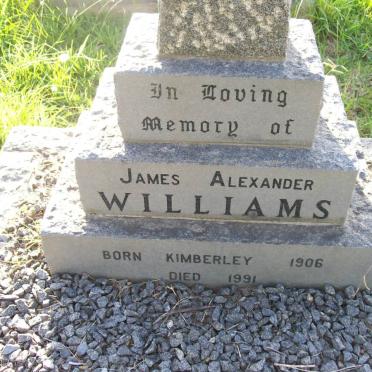 In Loving
Memory of
JAMES ALEXANDER
WILLIAMS
BORN KIMBERLEY 1906
DIED 1991